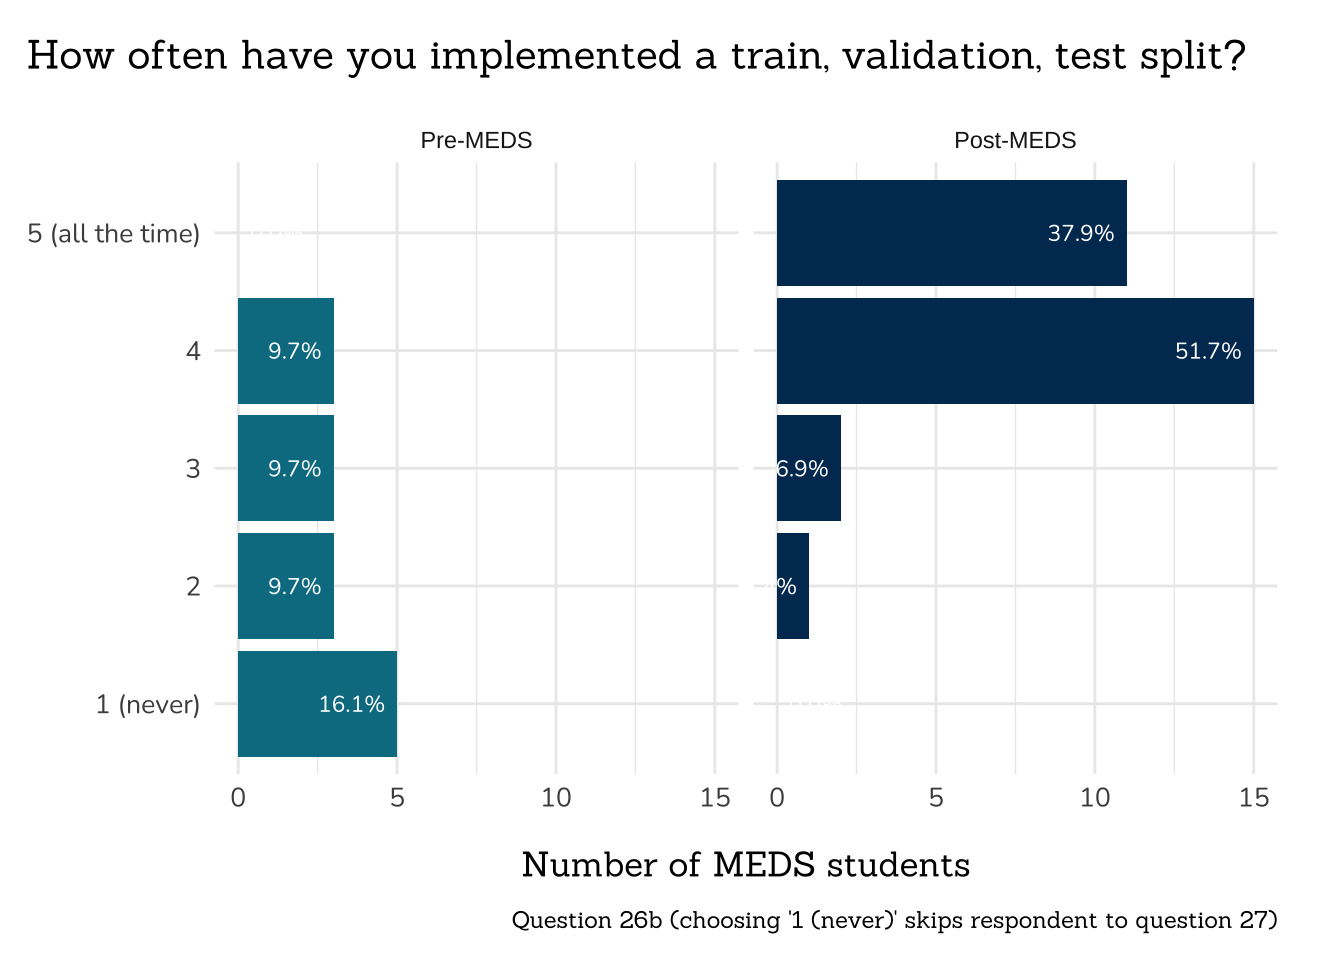 How often have you implemented a train, validation, test split?
Pre-MEDS
Post-MEDS
5 (all the time)
37.9%
4
9.7%
51.7%
3
9.7%
6.9%
2
9.7%
%
1 (never)
16.1%
0
5
10
15
0
5
10
15
Number of MEDS students
Question 26b (choosing '1 (never)' skips respondent to question 27)